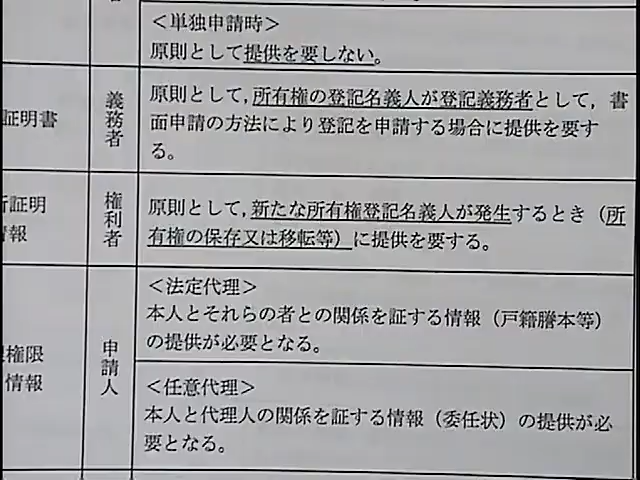 ＜単独申請時＞
原則として提供を要しない。
証明書
義務者
原則として，所有権の登記名義人が登記義務者として，書
面申請の方法により登記を申請する場合に提供を要す
る。
証明
報
権利者
原則として，新たな所有権登記名義人が発生するとき（所
有権の保存又は移転等）に提供を要する。
権限
情報
申請人
＜法定代理＞
本人とそれらの者との関係を証する情報（戸籍謄本等）
の提供が必要となる。
＜任意代理＞
本人と代理人の関係を証する情報（委任状）の提供が必
要となる。